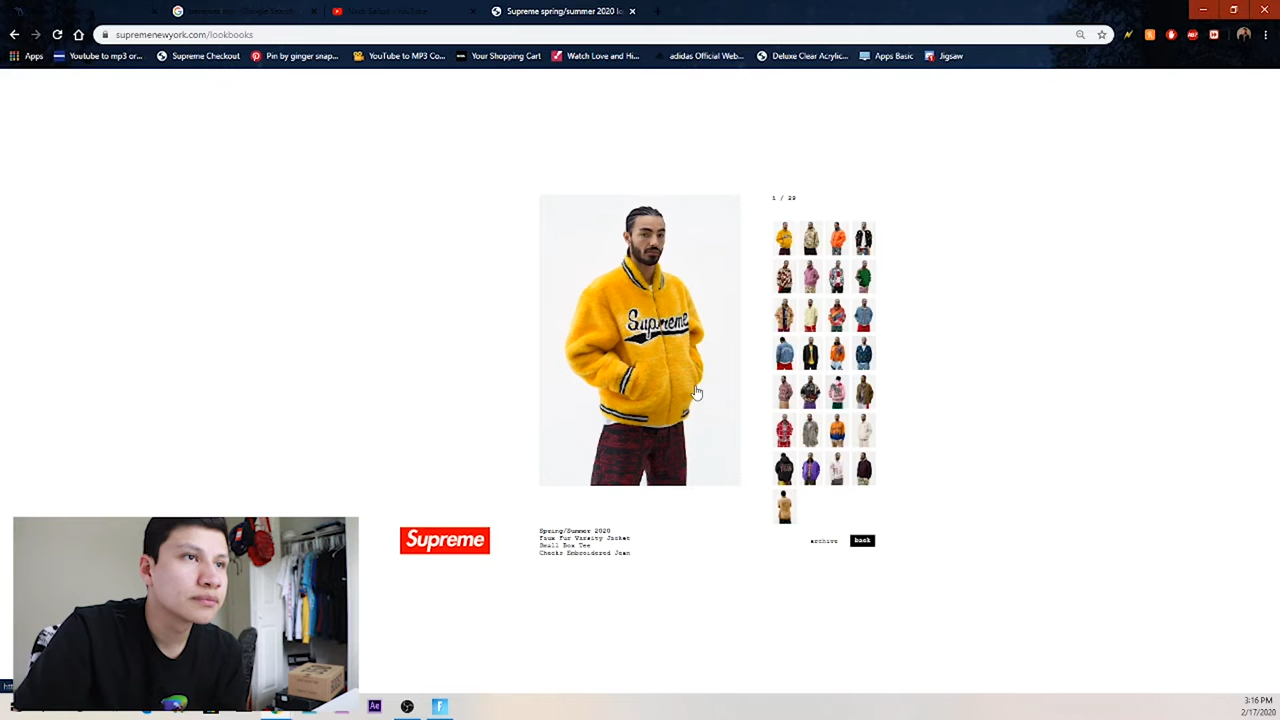 Supreme spring/summer 2020 lo
supremenewyork.com/lookbooks
Apps
Youtube to mp3 or...
Supreme Checkout
Pin by ginger snap...
YouTube to MP3 Co...
Your Shopping Cart
Watch Love and Hi...
adidas Official Web...
Deluxe Clear Acrylic...
Apps Basic
Jigsaw
1 / 29
Supreme
Supreme
Spring/Summer 2020
Faux Fur Varsity Jacket
Small Box Tee
Checks Embroidered Jean
archive
back
Ae
F
3:16 PM
2/17/2020